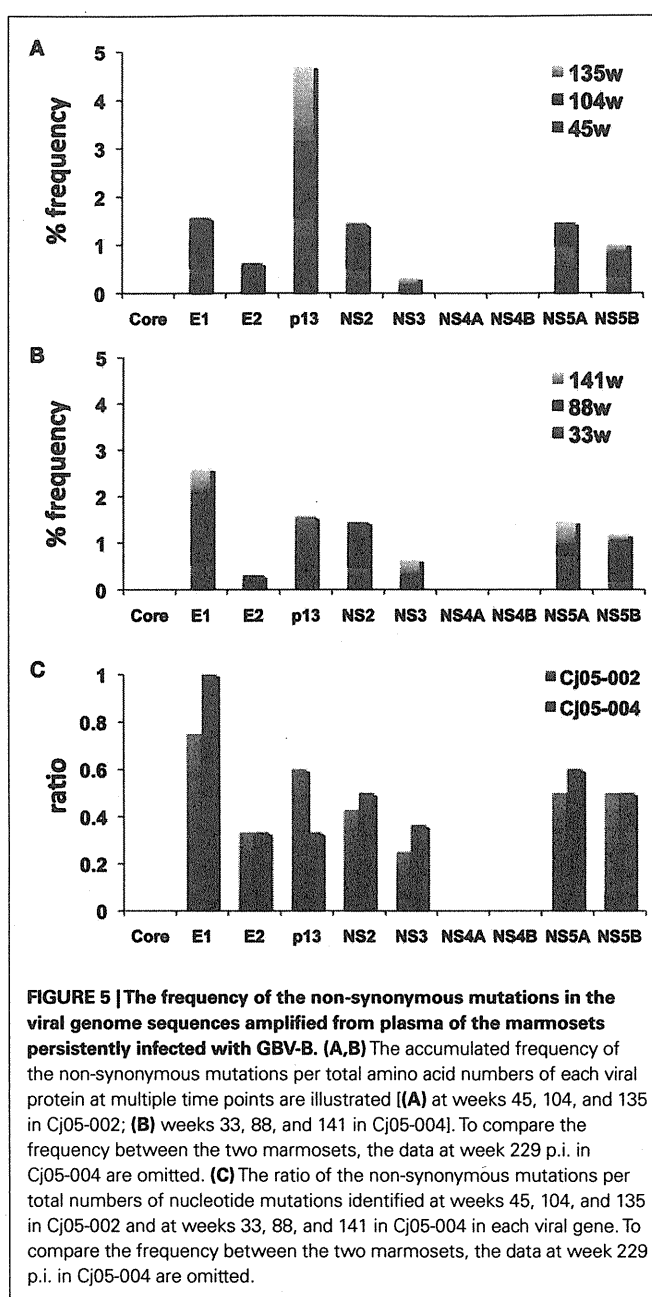 A
5
4
3
2
1
0
% frequency
135w
104w
45w
Core E1 E2 p13 NS2 NS3 NS4A NS4B NS5A NS5B
B
5
4
3
2
1
0
% frequency
141w
88w
33w
Core E1 E2 p13 NS2 NS3 NS4A NS4B NS5A NS5B
C
1
0.8
0.6
0.4
0.2
0
ratio
Cj05-002
Cj05-004
Core E1 E2 p13 NS2 NS3 NS4A NS4B NS5A NS5B
FIGURE 5 | The frequency of the non-synonymous mutations in the
viral genome sequences amplified from plasma of the marmosets
persistently infected with GBV-B. (A,B) The accumulated frequency of
the non-synonymous mutations per total amino acid numbers of each viral
protein at multiple time points are illustrated [(A) at weeks 45, 104, and 135
in Cj05-002; (B) weeks 33, 88, and 141 in Cj05-004]. To compare the
frequency between the two marmosets, the data at week 229 p.i. in
Cj05-004 are omitted. (C) The ratio of the non-synonymous mutations per
total numbers of nucleotide mutations identified at weeks 45, 104, and 135
in Cj05-002 and at weeks 33, 88, and 141 in Cj05-004 in each viral gene. To
compare the frequency between the two marmosets, the data at week 229
p.i. in Cj05-004 are omitted.